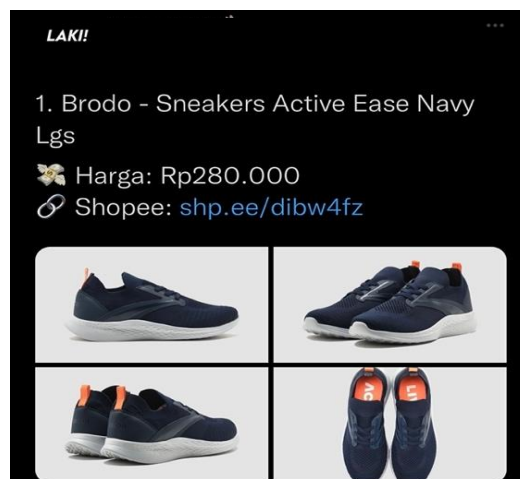 LAKI!
1. Brodo - Sneakers Active Ease Navy
Lgs
💸 Harga: Rp280.000
🔗 Shopee: shp.ee/dibw4fz